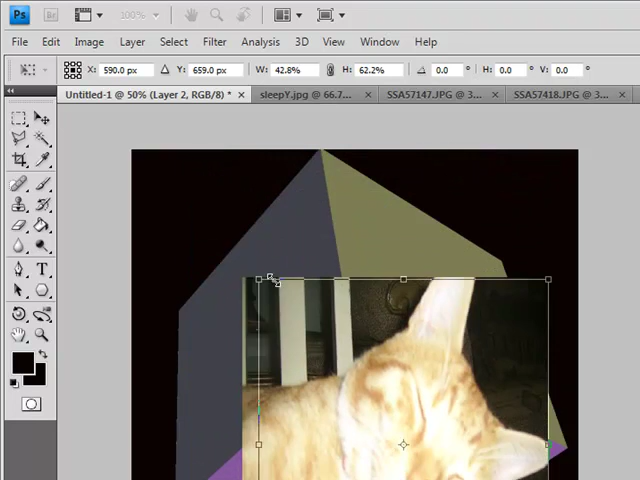 Ps Br 100%
File Edit Image Layer Select Filter Analysis 3D View Window Help
X: 590.0 px Y: 659.0 px W: 42.8% H: 62.2% 0.0 ° H: 0.0 ° V: 0.0 °
Untitled-1 @ 50% (Layer 2, RGB/8) * × sleepY.jpg @ 66.7... × SSA57147.JPG @ 3... × SSA57418.JPG @ 3... ×
T